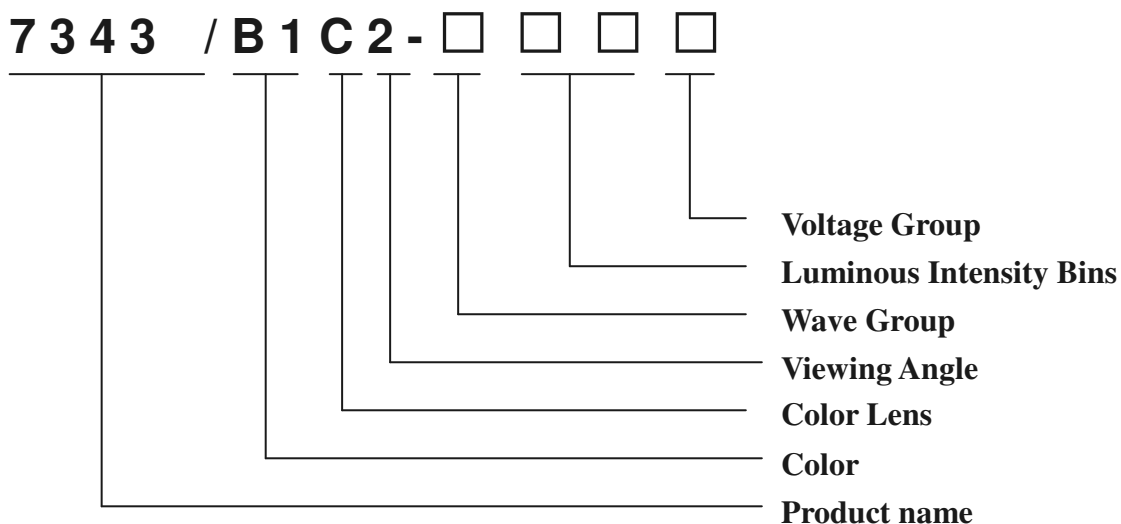 7343 /B1C2-□ □ □ □
Voltage Group
Luminous Intensity Bins
Wave Group
Viewing Angle
Color Lens
Color
Product name